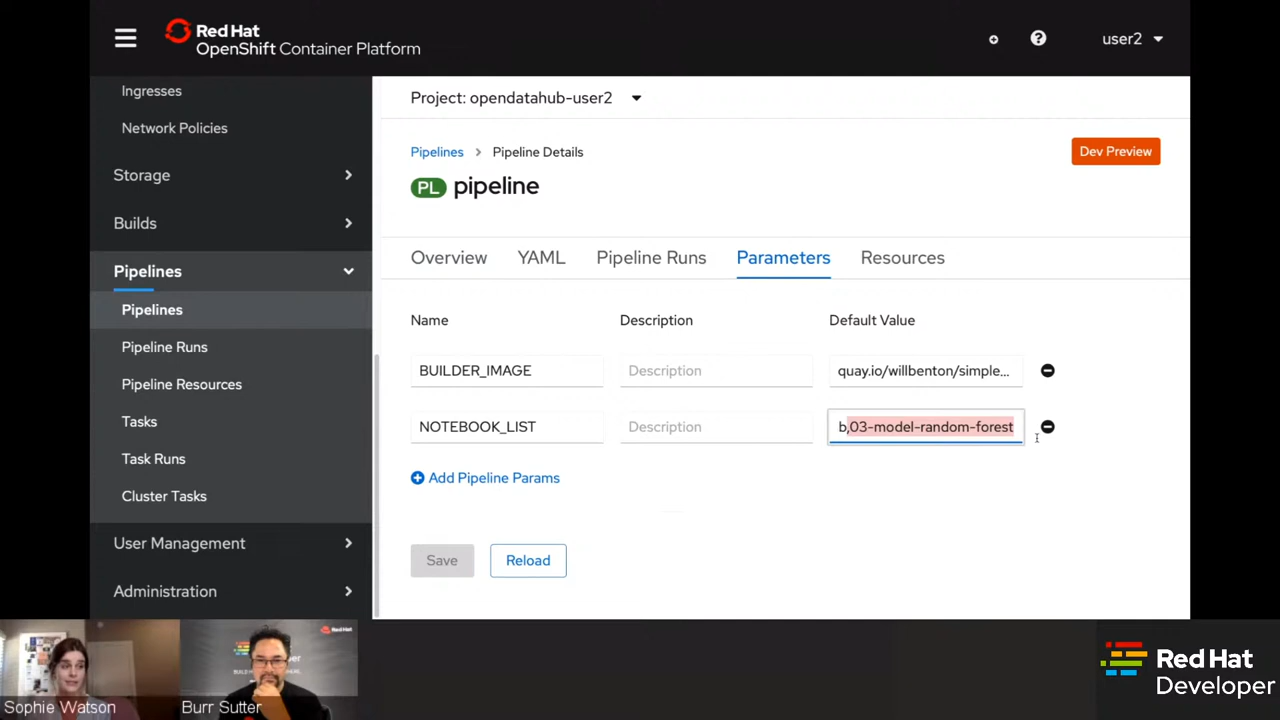 Red Hat
OpenShift Container Platform
user2
Ingresses
Network Policies
Storage
Builds
Pipelines
Pipelines
Pipeline Runs
Pipeline Resources
Tasks
Task Runs
Cluster Tasks
User Management
Administration
Project: opendatahub-user2
Pipelines > Pipeline Details
Dev Preview
PL pipeline
Overview YAML Pipeline Runs Parameters Resources
Name Description Default Value
BUILDER_IMAGE Description quay.io/willbenton/simple...
NOTEBOOK_LIST Description b,03-model-random-forest
Add Pipeline Params
Save Reload
Sophie Watson
Burr Sutter
Red Hat
Red Hat
Developer